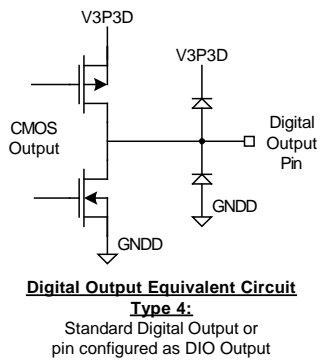 V3P3D
V3P3D
CMOS
Output
Digital
Output
Pin
GNDD
GNDD
Digital Output Equivalent Circuit
Type 4:
Standard Digital Output or
pin configured as DIO Output